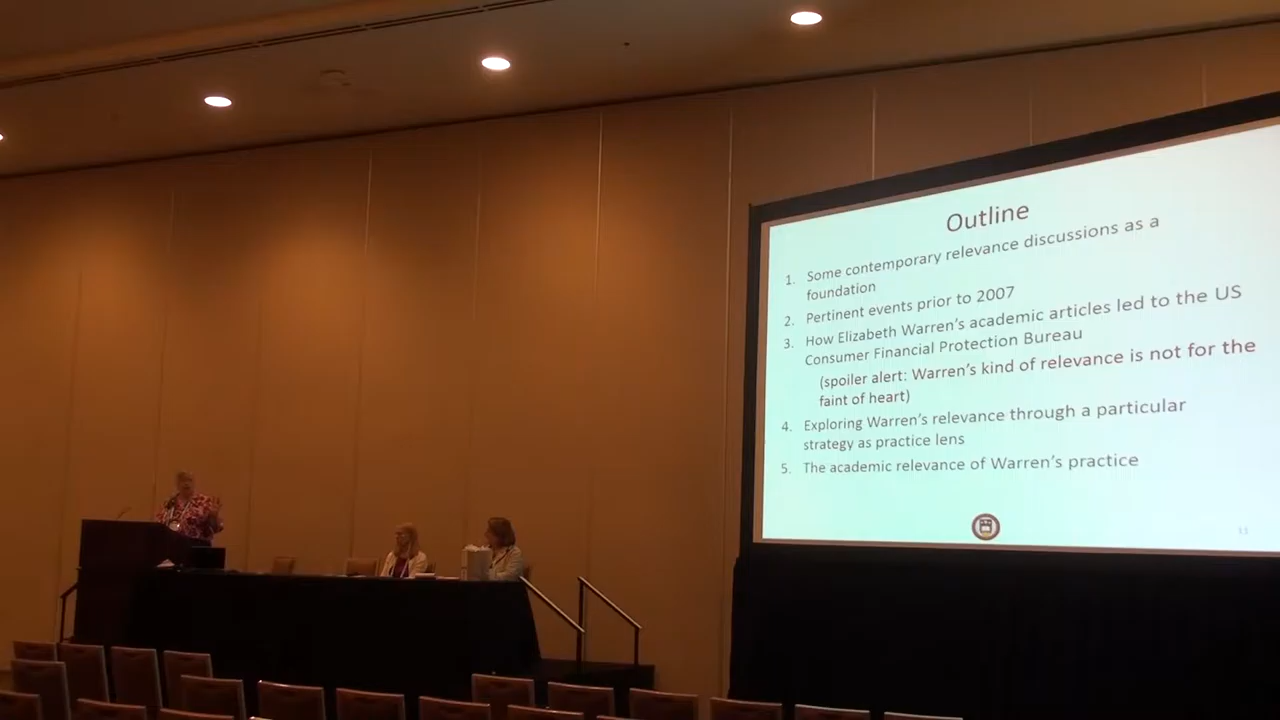 Outline
1. Some contemporary relevance discussions as a
foundation
2. Pertinent events prior to 2007
3. How Elizabeth Warren's academic articles led to the US
Consumer Financial Protection Bureau
(spoiler alert: Warren's kind of relevance is not for the
faint of heart)
4. Exploring Warren's relevance through a particular
strategy as practice lens
5. The academic relevance of Warren's practice